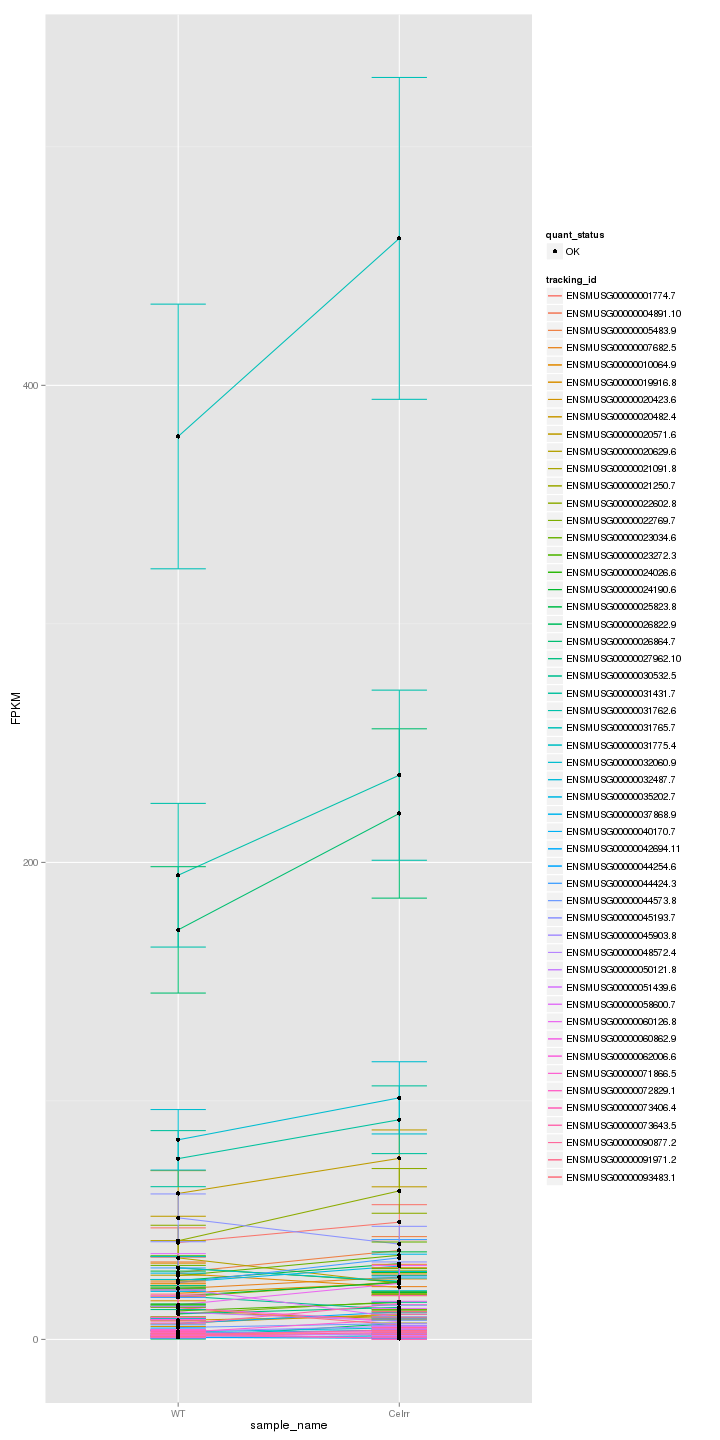 quant_status
OK
tracking_id
ENSMUSG00000001774.7
ENSMUSG00000004891.10
ENSMUSG00000005483.9
ENSMUSG00000007682.5
ENSMUSG00000010064.9
ENSMUSG00000019916.8
ENSMUSG00000020423.6
ENSMUSG00000020482.4
ENSMUSG00000020571.6
ENSMUSG00000020629.6
ENSMUSG00000021091.8
ENSMUSG00000021250.7
ENSMUSG00000022602.8
ENSMUSG00000022769.7
ENSMUSG00000023034.6
ENSMUSG00000023272.3
ENSMUSG00000024026.6
ENSMUSG00000024190.6
ENSMUSG00000025823.8
ENSMUSG00000026822.9
ENSMUSG00000026864.7
ENSMUSG00000027962.10
ENSMUSG00000030532.5
ENSMUSG00000031431.7
ENSMUSG00000031762.6
ENSMUSG00000031765.7
ENSMUSG00000031775.4
ENSMUSG00000032060.9
ENSMUSG00000032487.7
ENSMUSG00000035202.7
ENSMUSG00000037868.9
ENSMUSG00000040170.7
ENSMUSG00000042694.11
ENSMUSG00000044254.6
ENSMUSG00000044424.3
ENSMUSG00000044573.8
ENSMUSG00000045193.7
ENSMUSG00000045903.8
ENSMUSG00000048572.4
ENSMUSG00000050121.8
ENSMUSG00000051439.6
ENSMUSG00000058600.7
ENSMUSG00000060126.8
ENSMUSG00000060862.9
ENSMUSG00000062006.6
ENSMUSG00000071866.5
ENSMUSG00000072829.1
ENSMUSG00000073406.4
ENSMUSG00000073643.5
ENSMUSG00000090877.2
ENSMUSG00000091971.2
ENSMUSG00000093483.1
400
200
0
FPKM
WT
Celrr
sample_name